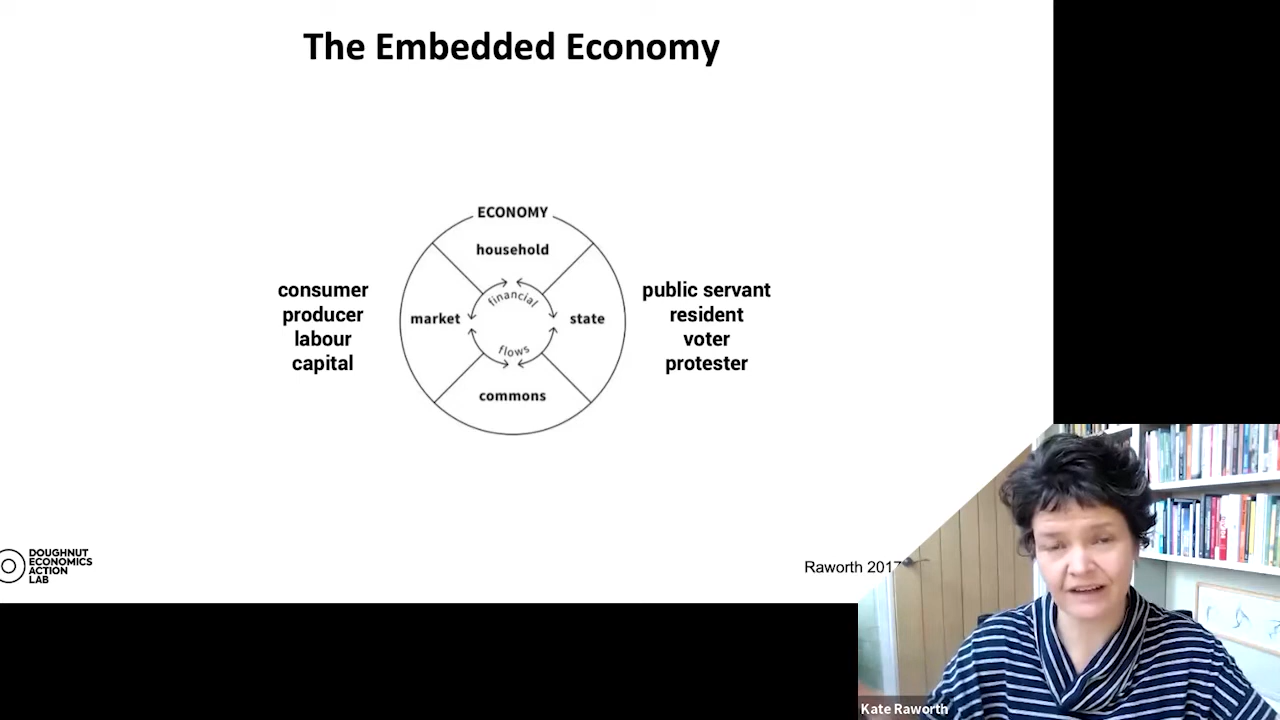 The Embedded Economy
ECONOMY
household
consumer
producer
labour
capital
market
financial
flows
state
public servant
resident
voter
protester
commons
DOUGHNUT
ECONOMICS
ACTION
LAB
Raworth 2017
Kate Raworth